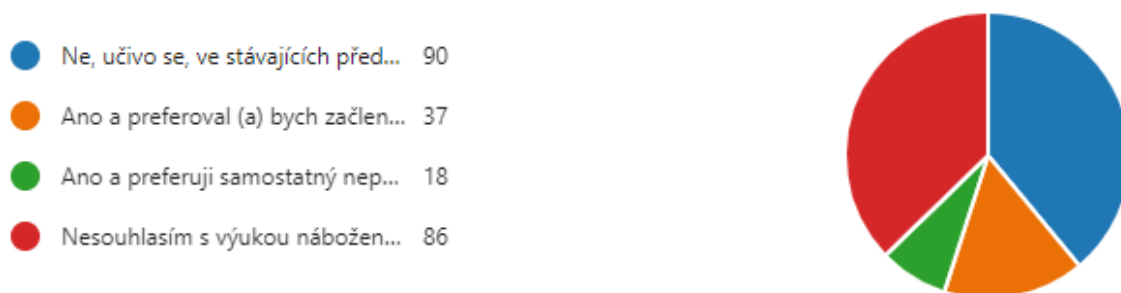 Ne, učivo se, ve stávajících před... 90
Ano a preferoval (a) bych začlen... 37
Ano a preferuji samostatný nep... 18
Nesouhlasím s výukou nábožen... 86